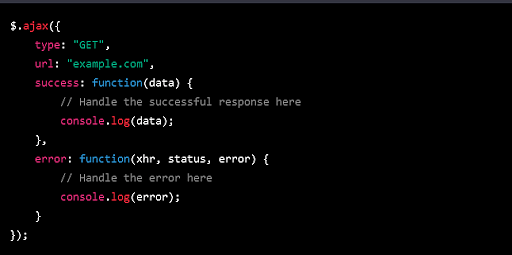 $.ajax({
    type: "GET",
    url: "example.com",
    success: function(data) {
        // Handle the successful response here
        console.log(data);
    },
    error: function(xhr, status, error) {
        // Handle the error here
        console.log(error);
    }
});